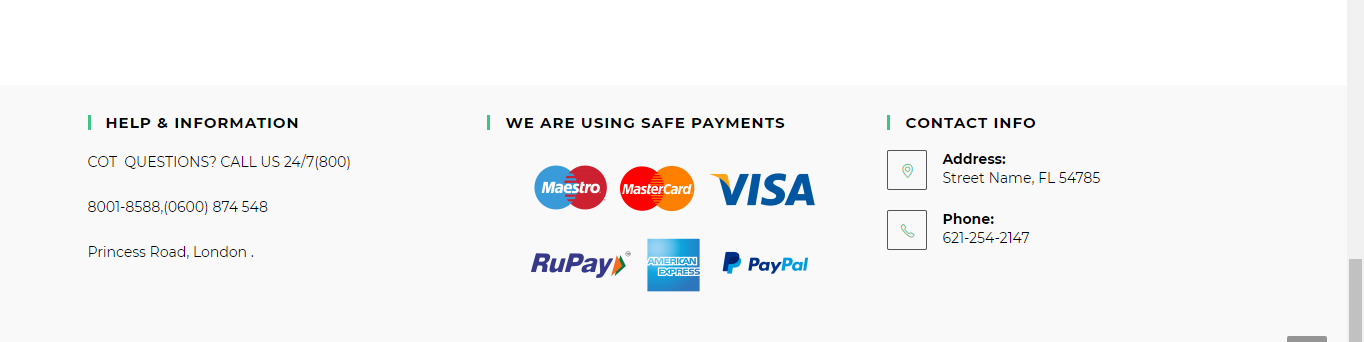 HELP & INFORMATION
COT QUESTIONS? CALL US 24/7(800)
8001-8588,(0600) 874 548
Princess Road, London .
WE ARE USING SAFE PAYMENTS
Maestro MasterCard VISA
RuPay AMERICAN EXPRESS PayPal
CONTACT INFO
Address:
Street Name, FL 54785
Phone:
621-254-2147